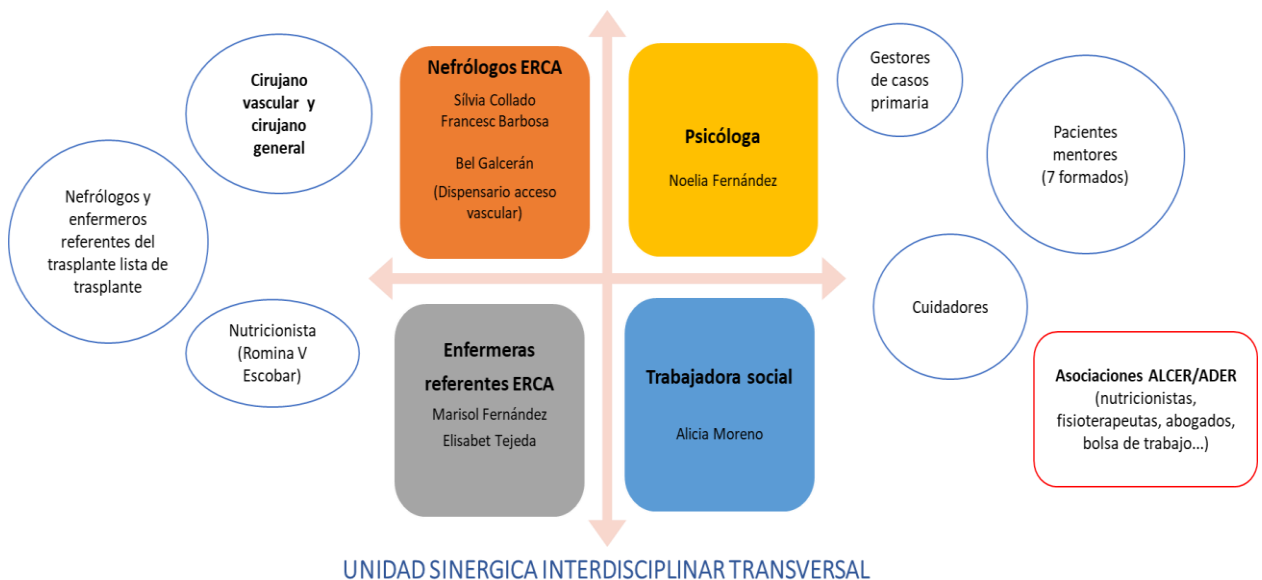 Cirujano
vascular y
cirujano
general
Nefrólogos y
enfermeros
referentes del
trasplante lista de
trasplante
Nutricionista
(Romina V
Escobar)
Nefrólogos ERCA
Sílvia Collado
Francesc Barbosa
Bel Galcerán
(Dispensario acceso
vascular)
Psicóloga
Noelia Fernández
Enfermeras
referentes ERCA
Marisol Fernández
Elisabet Tejeda
Trabajadora social
Alicia Moreno
Gestores
de casos
primaria
Pacientes
mentores
(7 formados)
Cuidadores
Asociaciones ALCER/ADER
(nutricionistas,
fisioterapeutas, abogados,
bolsa de trabajo...)
UNIDAD SINERGICA INTERDISCIPLINAR TRANSVERSAL